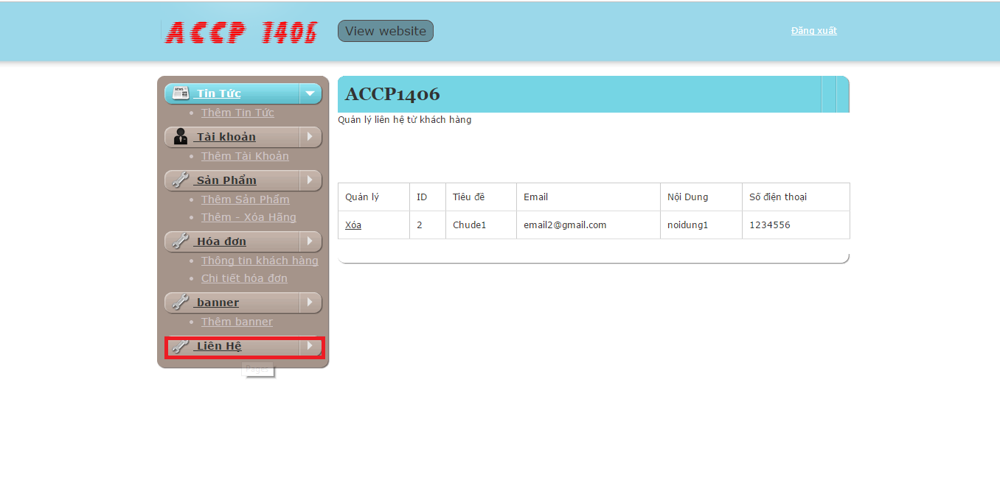 ACCP 1406
View website
Đăng xuất
Tin Tức
Thêm Tin Tức
Tài khoản
Thêm Tài Khoản
Sản Phẩm
Thêm Sản Phẩm
Thêm - Xóa Hãng
Hóa đơn
Thông tin khách hàng
Chi tiết hóa đơn
banner
Thêm banner
Liên Hệ
Pages
ACCP1406
Quản lý liên hệ từ khách hàng
Quản lý ID Tiêu đề Email Nội Dung Số điện thoại
Xóa 2 Chude1 email2@gmail.com noidung1 1234556